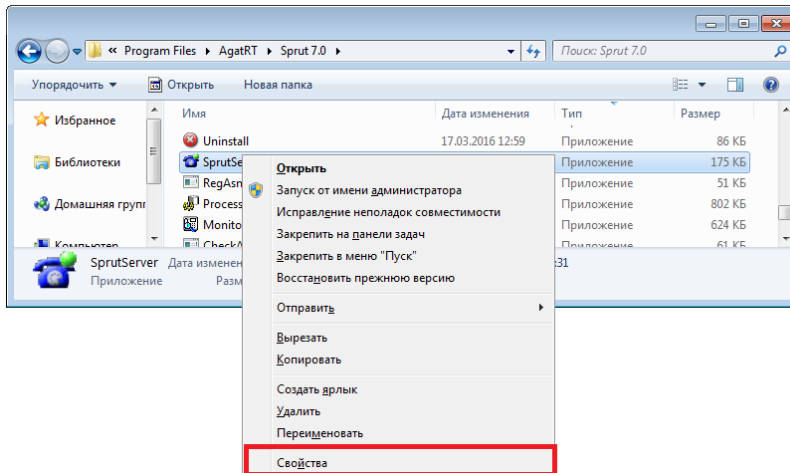 « Program Files ▸ AgatRT ▸ Sprut 7.0 ▸
Поиск: Sprut 7.0
Упорядочить Открыть Новая папка
Имя Дата изменения Тип Размер
Избранное
Uninstall 17.03.2016 12:59 Приложение 86 КБ
Библиотеки
SprutSe Приложение 175 КБ
RegAsm Приложение 51 КБ
Домашняя групп
Process Приложение 802 КБ
Monito Приложение 624 КБ
Компьютер
CheckA Приложение 61 КБ
SprutServer Дата изменен :31
Приложение Разм
Открыть
Запуск от имени администратора
Исправление неполадок совместимости
Закрепить на панели задач
Закрепить в меню "Пуск"
Восстановить прежнюю версию
Отправить
Вырезать
Копировать
Создать ярлык
Удалить
Переименовать
Свойства